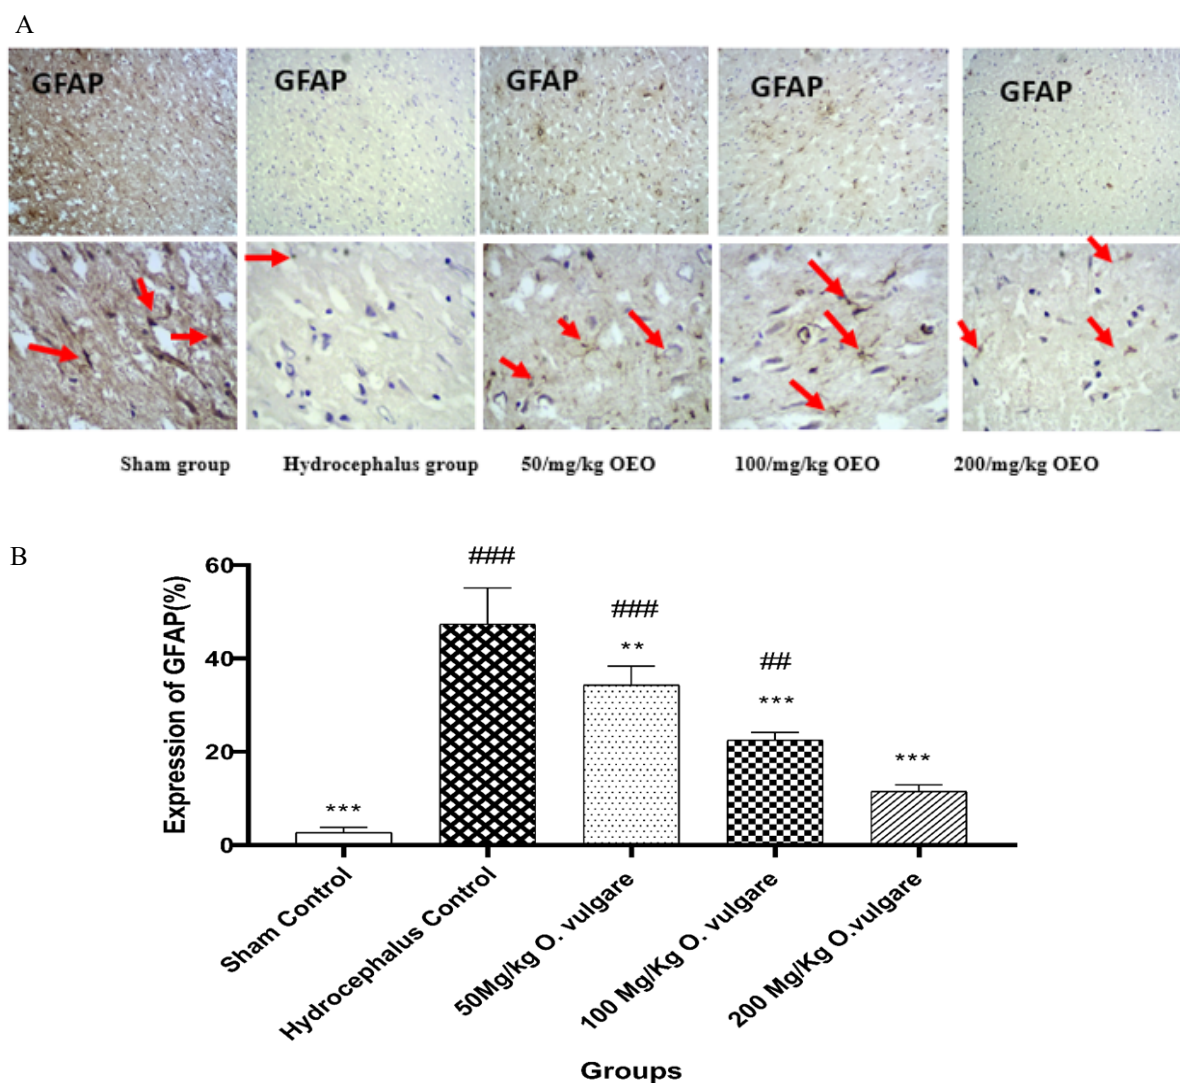 A
GFAP GFAP GFAP GFAP GFAP
Sham group Hydrocephalus group 50/mg/kg OEO 100/mg/kg OEO 200/mg/kg OEO
B
Expression of GFAP(%)
60
40
20
0
***
###
###
**
##
***
***
Sham Control
Hydrocephalus Control
50Mg/kg O. vulgare
100 Mg/Kg O. vulgare
200 Mg/Kg O.vulgare
Groups